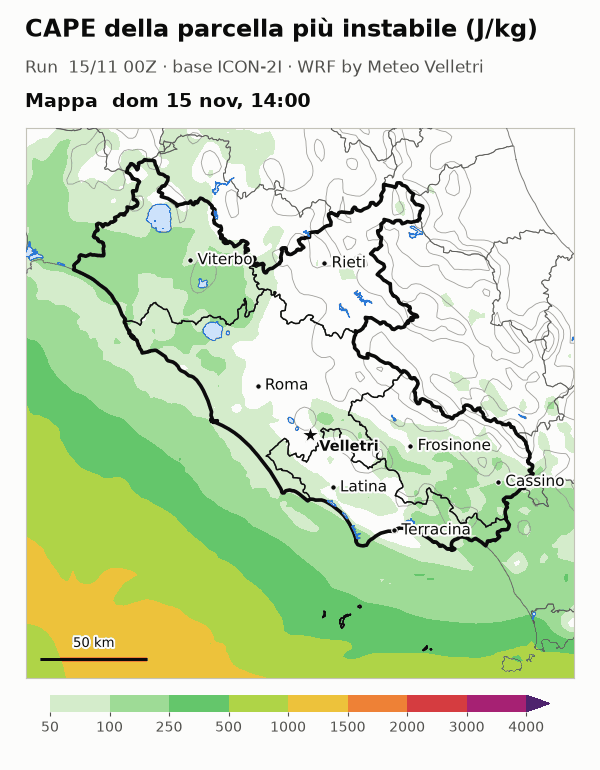 CAPE della parcella più instabile (J/kg)
Run  15/11 00Z · base ICON-2I · WRF by Meteo Velletri
Mappa  dom 15 nov, 14:00
Viterbo
Rieti
Roma
Velletri
Frosinone
Cassino
Latina
Terracina
50 km
50 100 250 500 1000 1500 2000 3000 4000